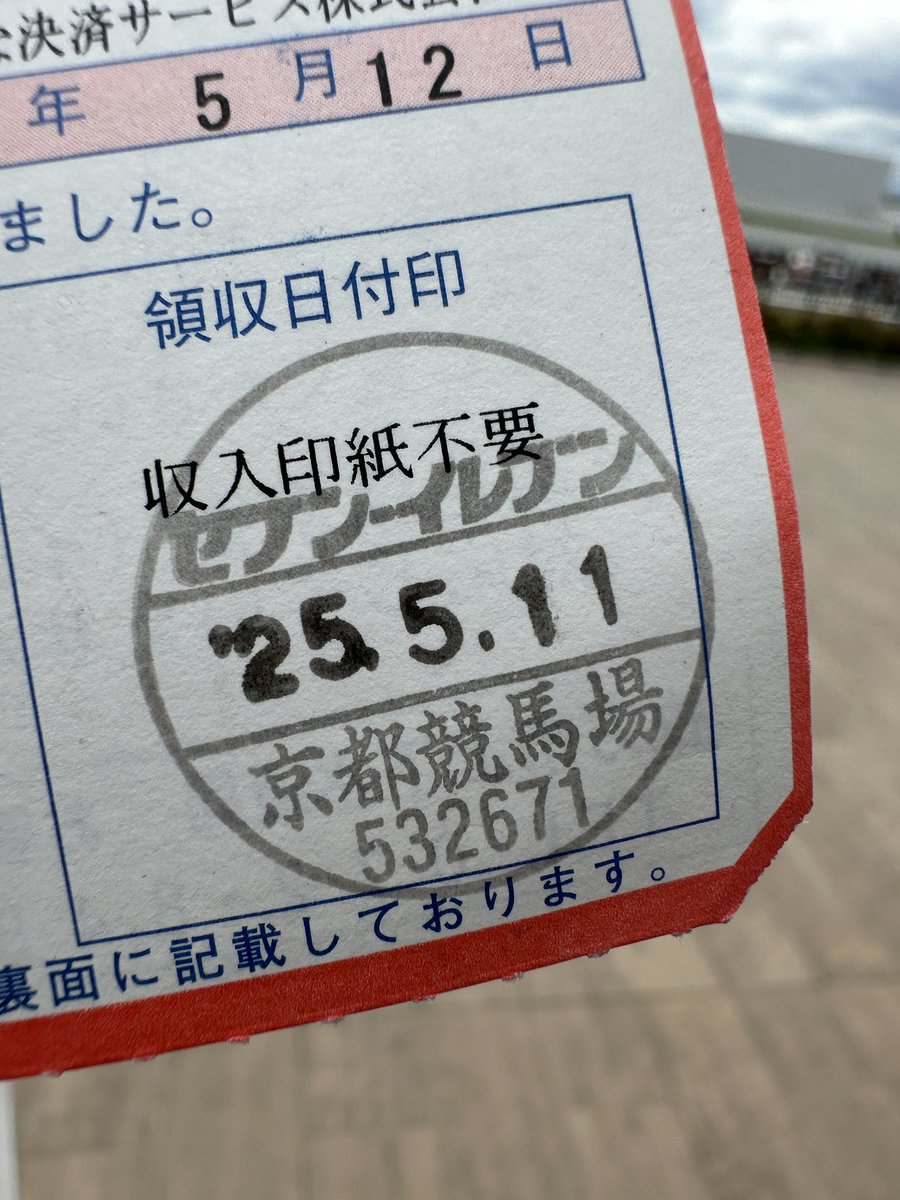 決済サービス株式会
年 5 月 12 日
ました。
領収日付印
収入印紙不要
セブン-イレブン
'25.5.11
京都競馬場
532671
裏面に記載しております。